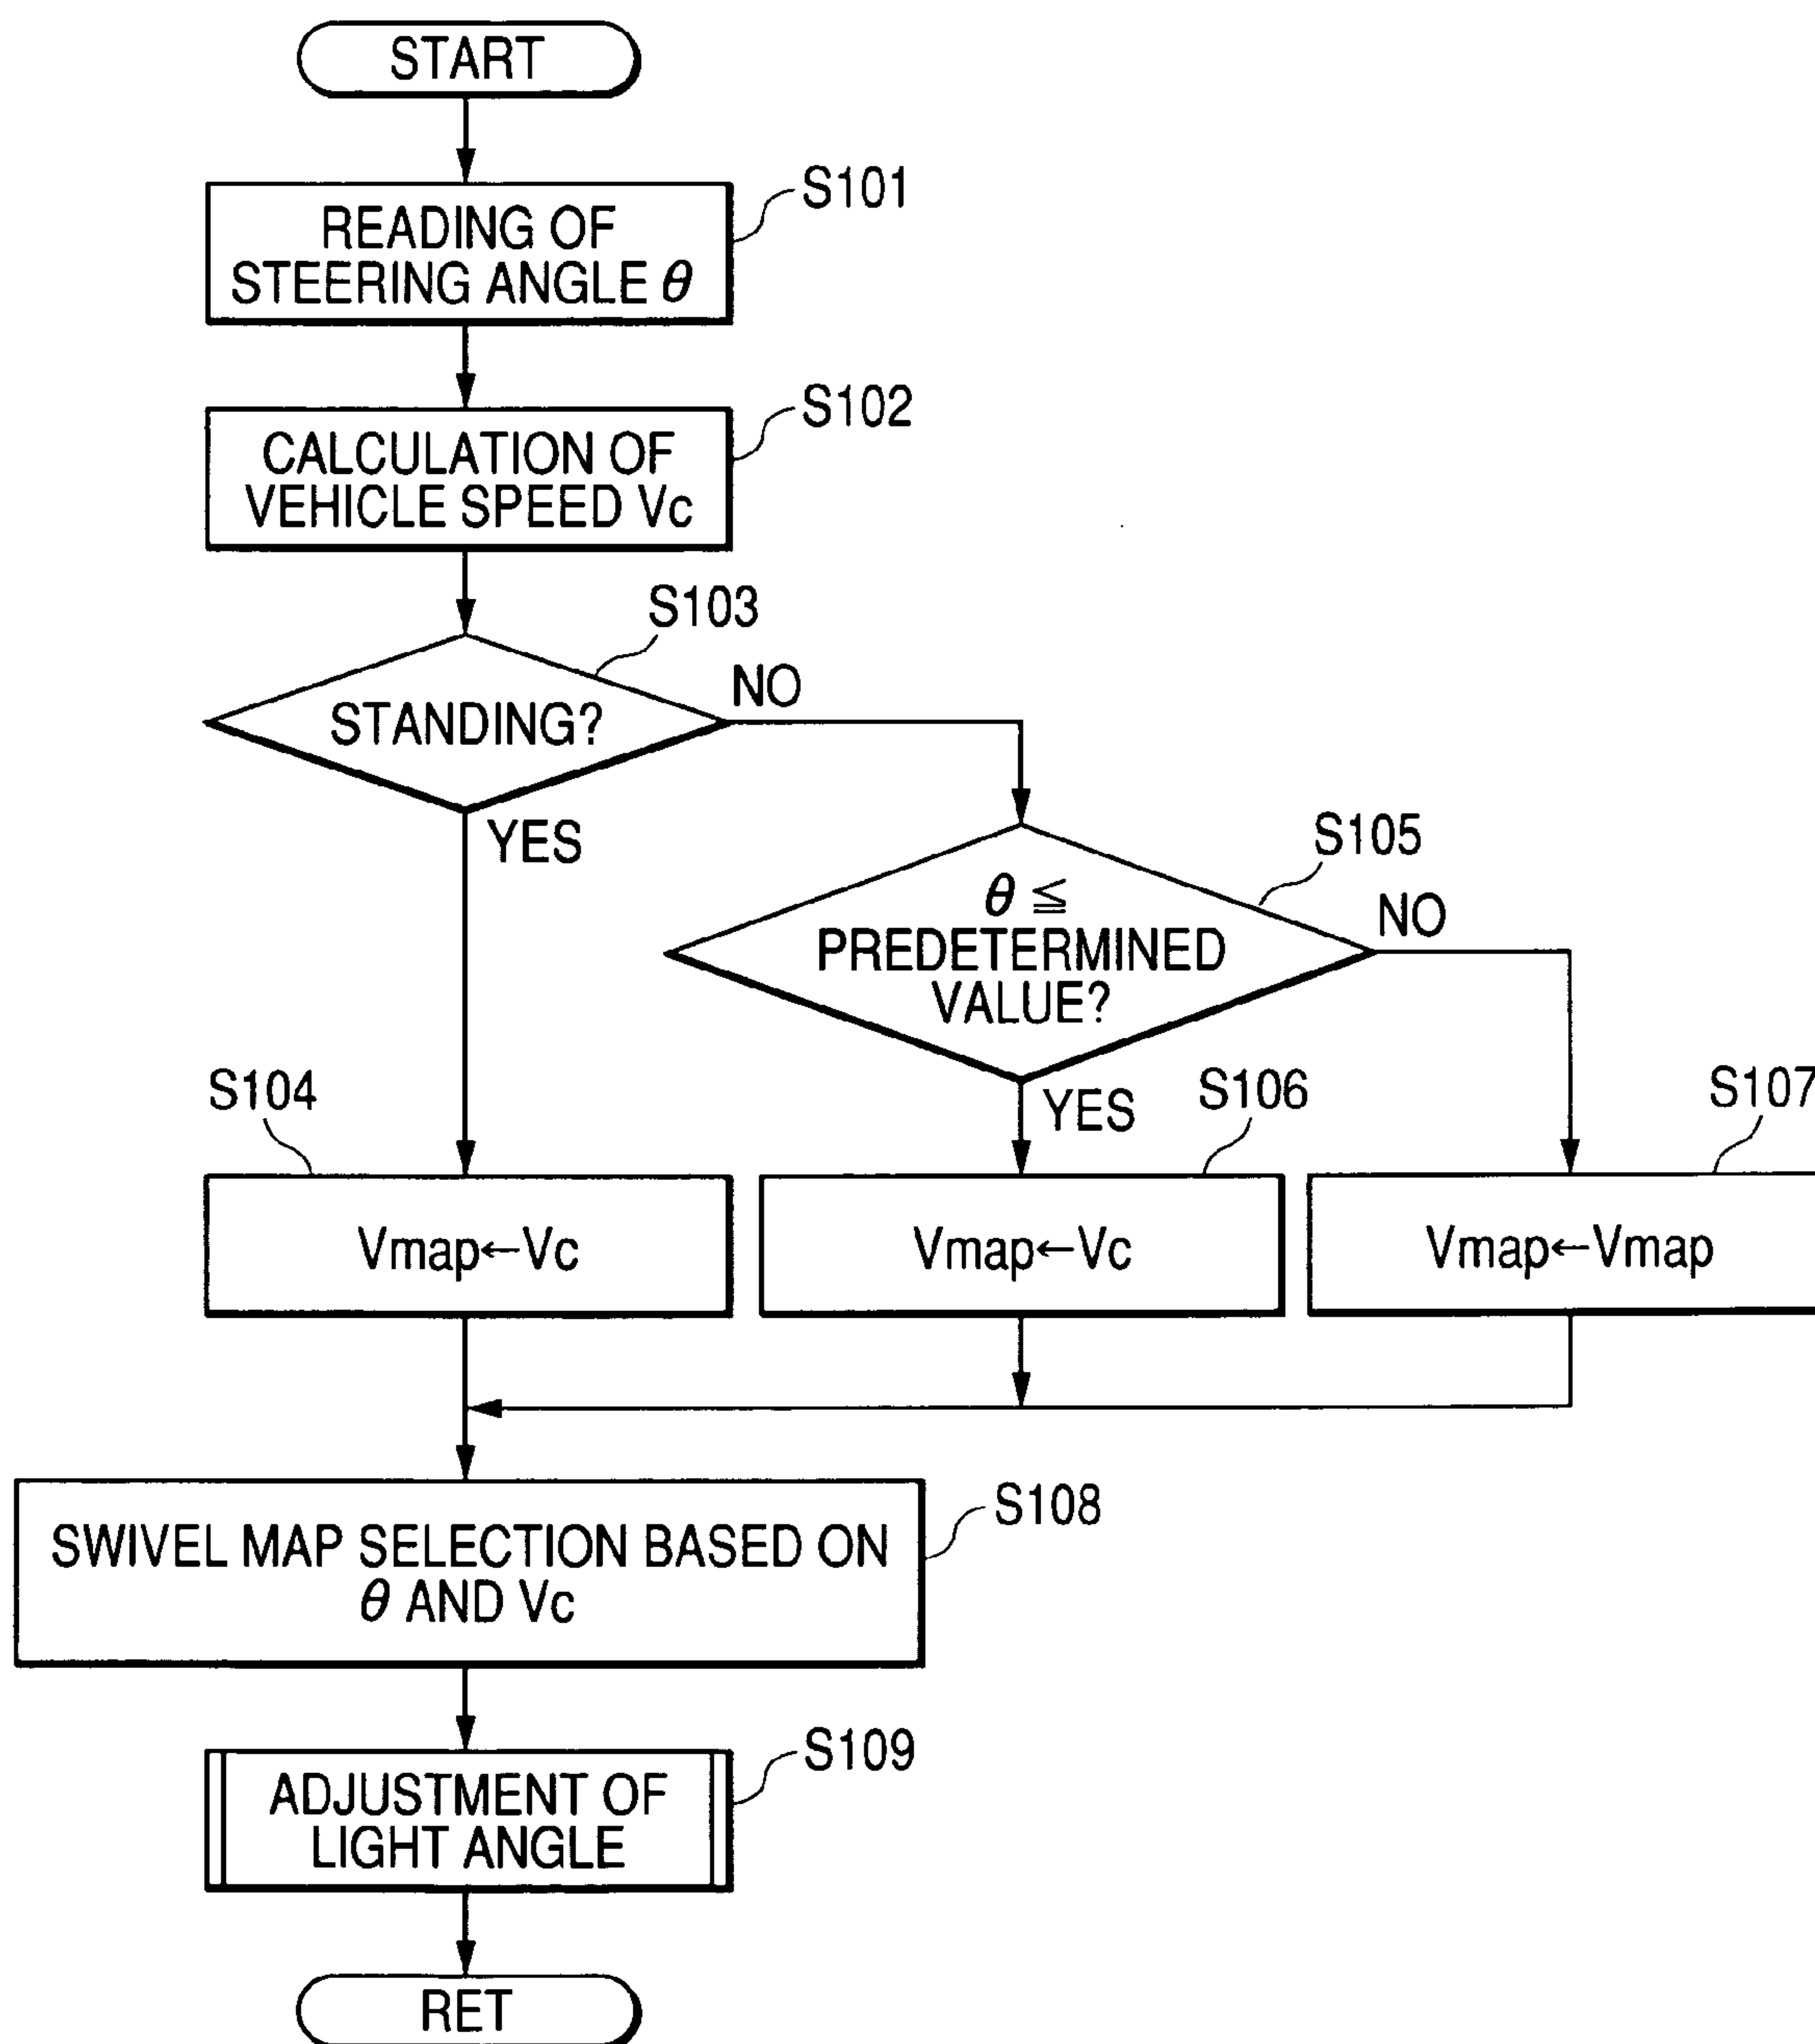 START
S101
READING OF
STEERING ANGLE θ
S102
CALCULATION OF
VEHICLE SPEED Vc
S103
STANDING?
NO
YES
S105
θ ≦
PREDETERMINED
VALUE?
NO
YES
S104
S106
S107
Vmap←Vc
Vmap←Vc
Vmap←Vmap
S108
SWIVEL MAP SELECTION BASED ON
θ AND Vc
S109
ADJUSTMENT OF
LIGHT ANGLE
RET